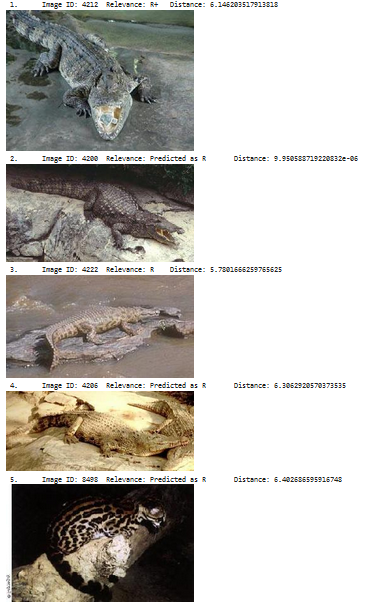 1. Image ID: 4212 Relevance: R+ Distance: 6.146203517913818
2. Image ID: 4200 Relevance: Predicted as R Distance: 9.950588719220832e-06
3. Image ID: 4222 Relevance: R Distance: 5.7801666259765625
4. Image ID: 4206 Relevance: Predicted as R Distance: 6.3062920570373535
5. Image ID: 8498 Relevance: Predicted as R Distance: 6.402686595916748